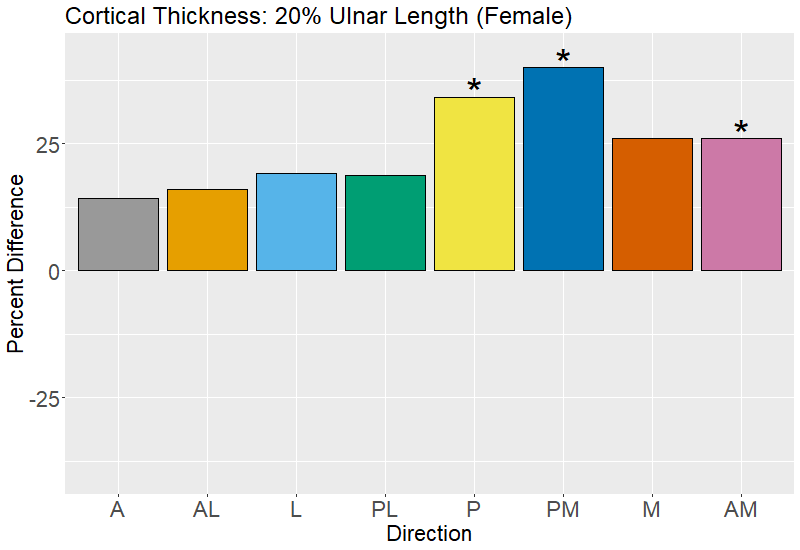 Cortical Thickness: 20% Ulnar Length (Female)
Percent Difference
25
0
-25
* * *
A AL L PL P PM M AM
Direction